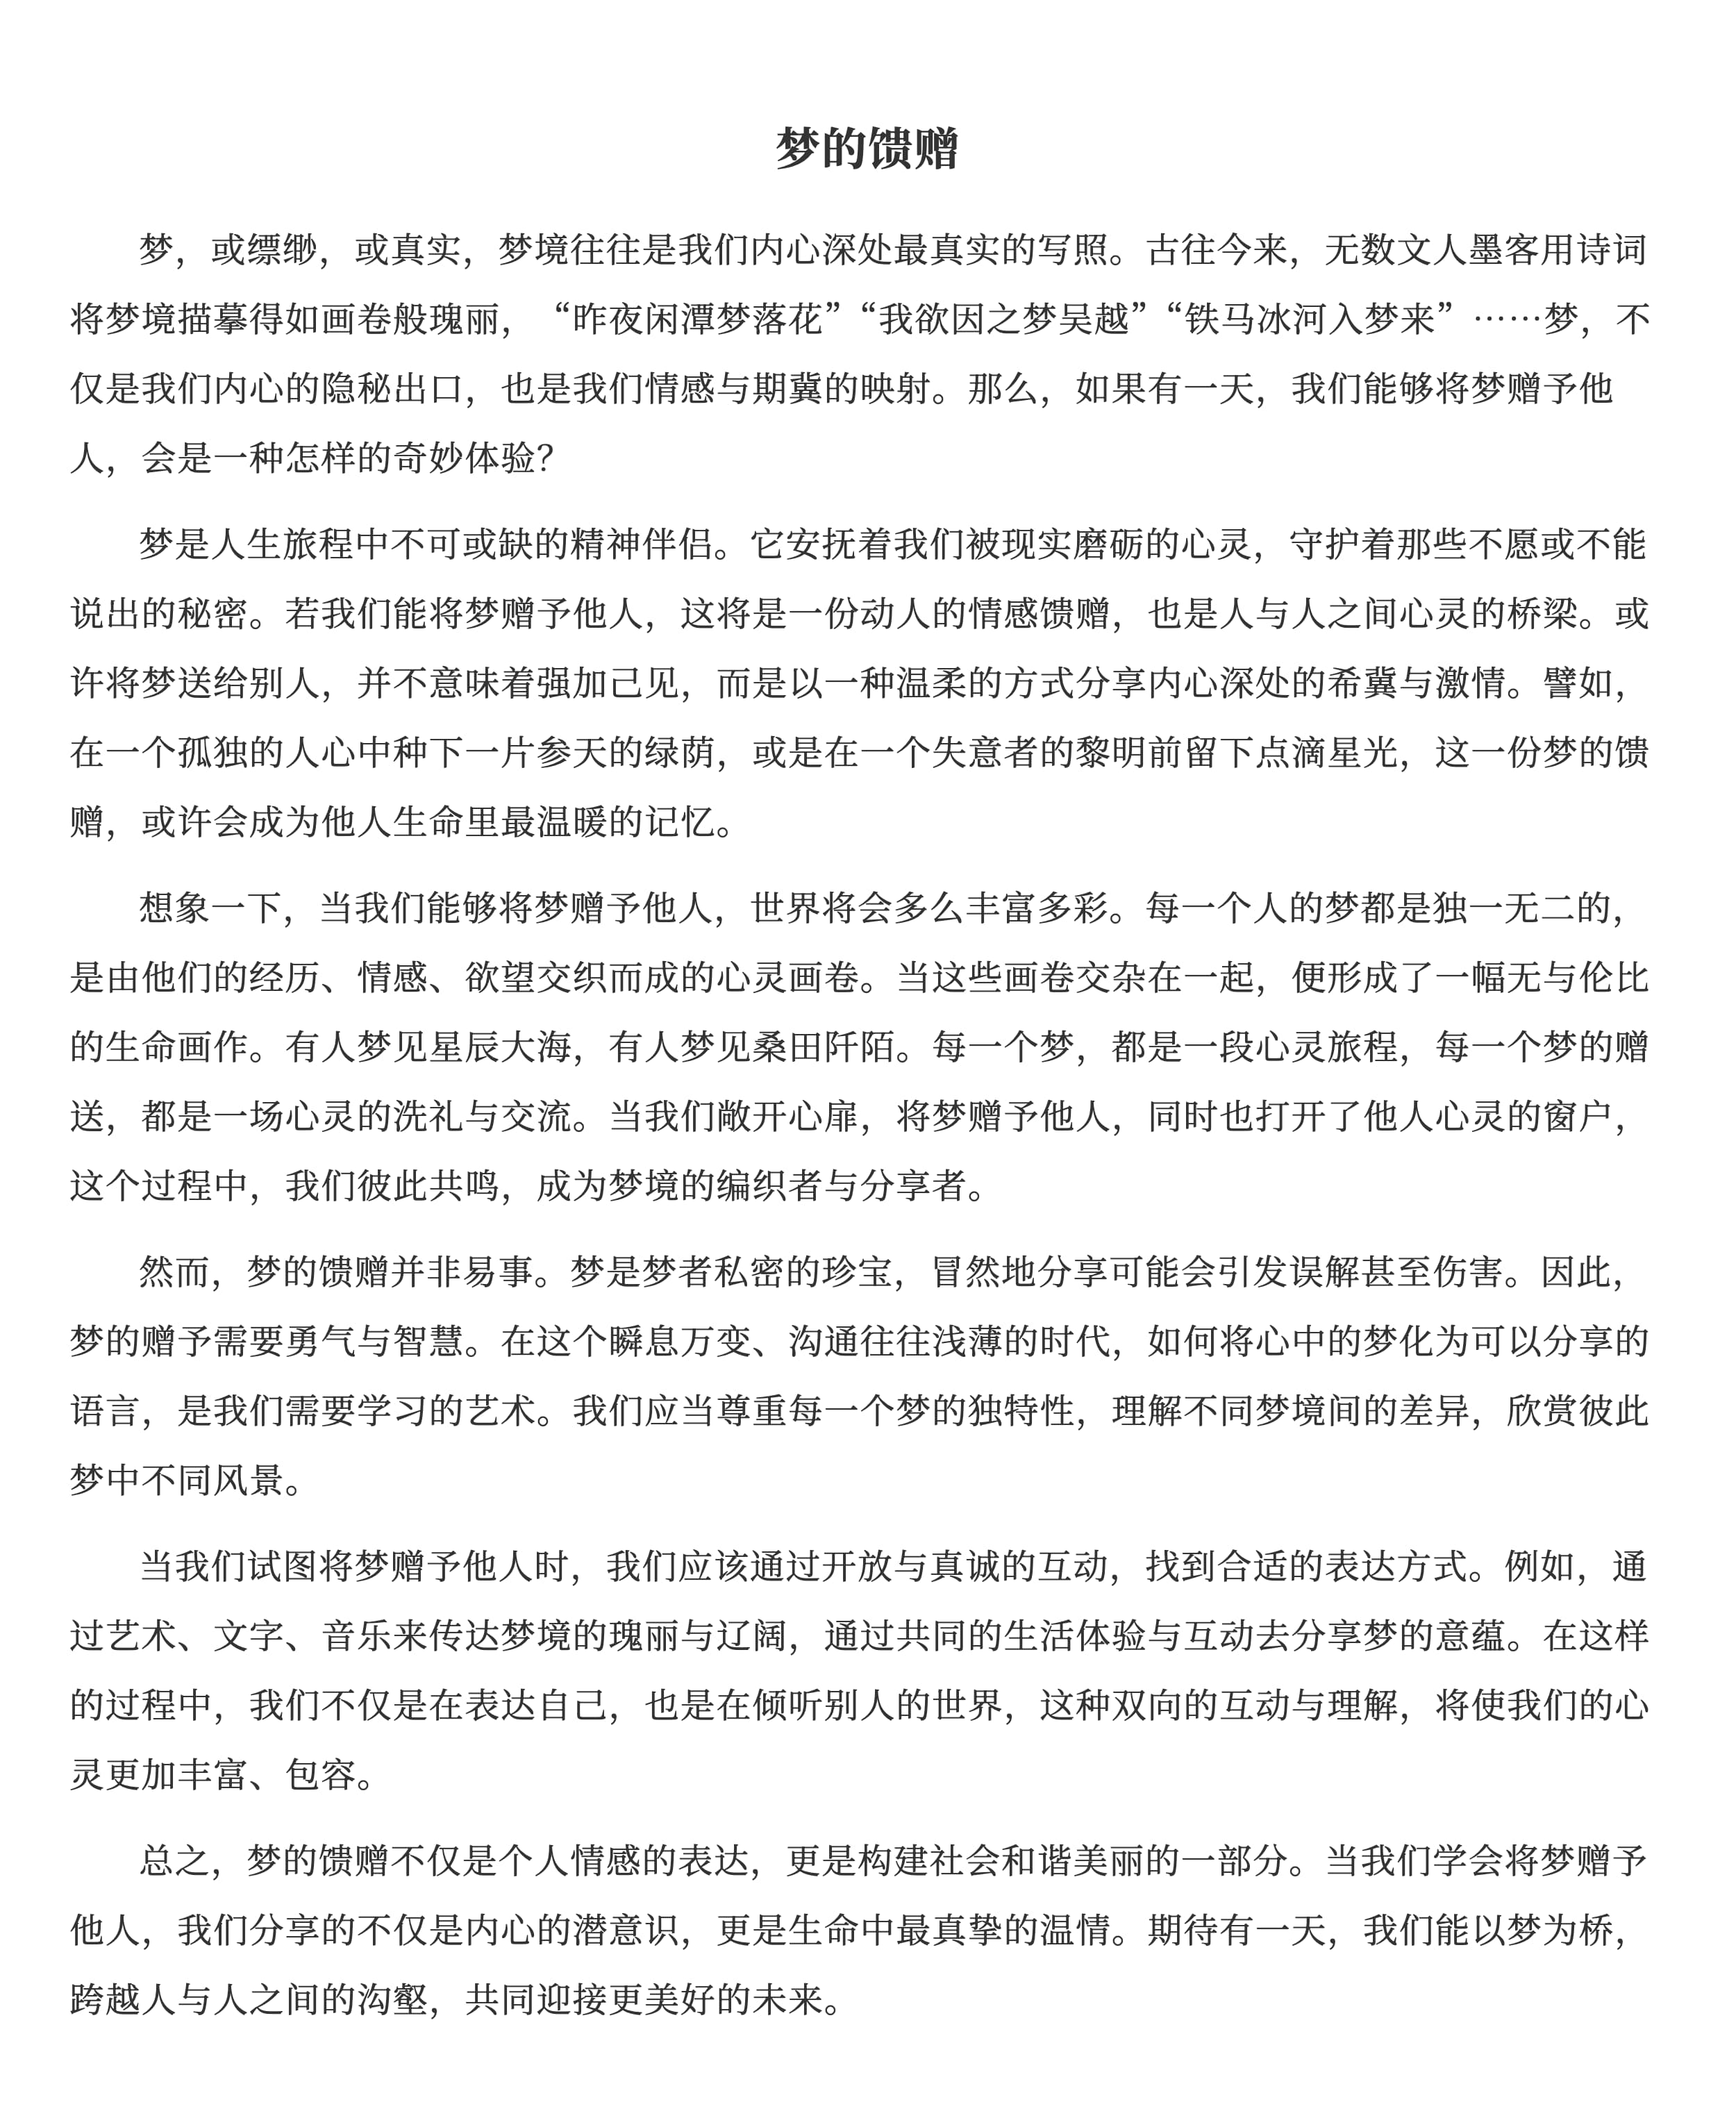 梦的馈赠
梦，或缥缈，或真实，梦境往往是我们内心深处最真实的写照。古往今来，无数文人墨客用诗词
将梦境描摹得如画卷般瑰丽，“昨夜闲潭梦落花”“我欲因之梦吴越”“铁马冰河入梦来”……梦，不
仅是我们内心的隐秘出口，也是我们情感与期冀的映射。那么，如果有一天，我们能够将梦赠予他
人，会是一种怎样的奇妙体验？
梦是人生旅程中不可或缺的精神伴侣。它安抚着我们被现实磨砺的心灵，守护着那些不愿或不能
说出的秘密。若我们能将梦赠予他人，这将是一份动人的情感馈赠，也是人与人之间心灵的桥梁。或
许将梦送给别人，并不意味着强加己见，而是以一种温柔的方式分享内心深处的希冀与激情。譬如，
在一个孤独的人心中种下一片参天的绿荫，或是在一个失意者的黎明前留下点滴星光，这一份梦的馈
赠，或许会成为他人生命里最温暖的记忆。
想象一下，当我们能够将梦赠予他人，世界将会多么丰富多彩。每一个人的梦都是独一无二的，
是由他们的经历、情感、欲望交织而成的心灵画卷。当这些画卷交杂在一起，便形成了一幅无与伦比
的生命画作。有人梦见星辰大海，有人梦见桑田阡陌。每一个梦，都是一段心灵旅程，每一个梦的赠
送，都是一场心灵的洗礼与交流。当我们敞开心扉，将梦赠予他人，同时也打开了他人心灵的窗户，
这个过程中，我们彼此共鸣，成为梦境的编织者与分享者。
然而，梦的馈赠并非易事。梦是梦者私密的珍宝，冒然地分享可能会引发误解甚至伤害。因此，
梦的赠予需要勇气与智慧。在这个瞬息万变、沟通往往浅薄的时代，如何将心中的梦化为可以分享的
语言，是我们需要学习的艺术。我们应当尊重每一个梦的独特性，理解不同梦境间的差异，欣赏彼此
梦中不同风景。
当我们试图将梦赠予他人时，我们应该通过开放与真诚的互动，找到合适的表达方式。例如，通
过艺术、文字、音乐来传达梦境的瑰丽与辽阔，通过共同的生活体验与互动去分享梦的意蕴。在这样
的过程中，我们不仅是在表达自己，也是在倾听别人的世界，这种双向的互动与理解，将使我们的心
灵更加丰富、包容。
总之，梦的馈赠不仅是个人情感的表达，更是构建社会和谐美丽的一部分。当我们学会将梦赠予
他人，我们分享的不仅是内心的潜意识，更是生命中最真挚的温情。期待有一天，我们能以梦为桥，
跨越人与人之间的沟壑，共同迎接更美好的未来。